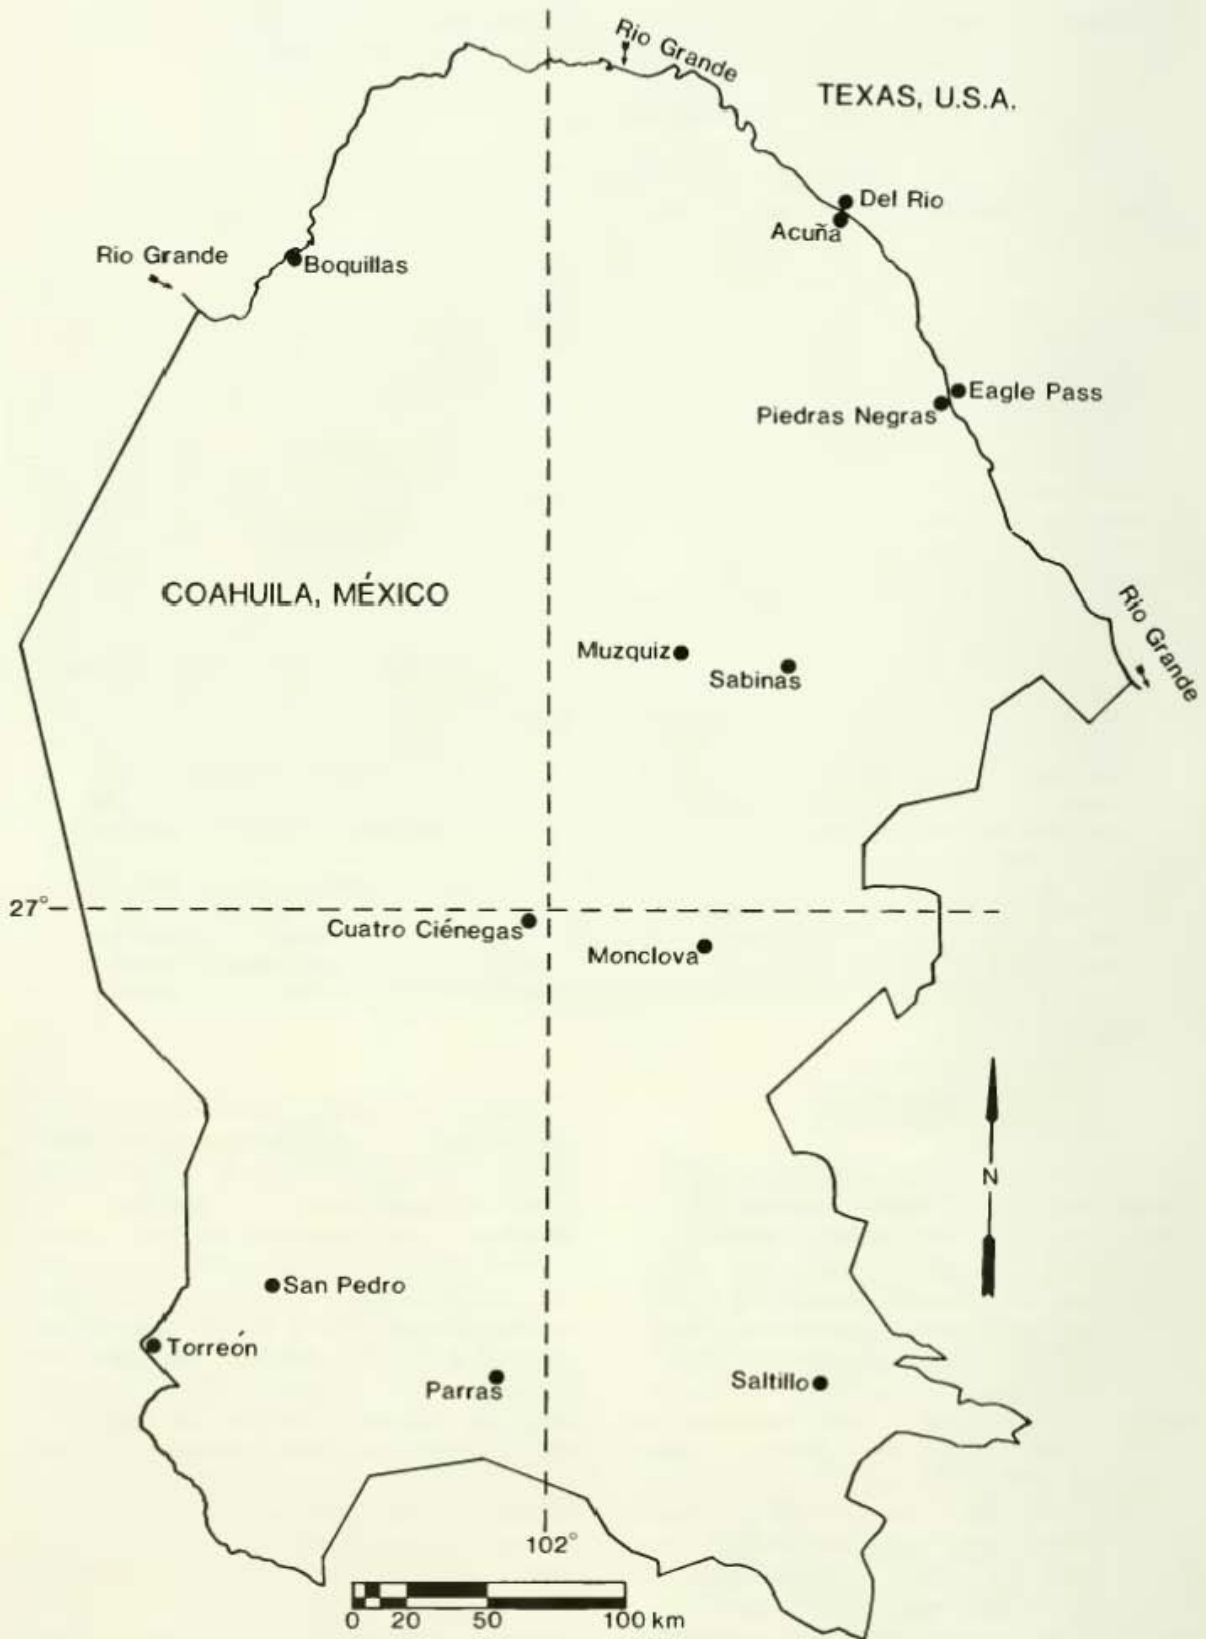 Rio Grande
TEXAS, U.S.A.
Del Rio
Acuña
Rio Grande
Boquillas
Eagle Pass
Piedras Negras
COAHUILA, MÉXICO
Rio Grande
Muzquiz
Sabinas
27°
Cuatro Ciénegas
Monclova
N
San Pedro
Torreón
Parras
Saltillo
102°
0 20 50 100 km